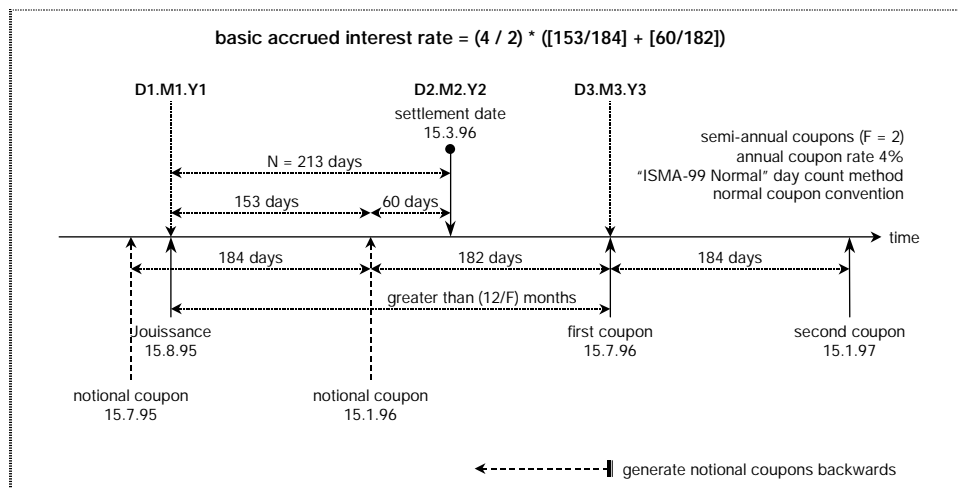 basic accrued interest rate = (4 / 2) * ([153/184] + [60/182])
D1.M1.Y1
D2.M2.Y2
D3.M3.Y3
settlement date
15.3.96
semi-annual coupons (F = 2)
annual coupon rate 4%
"ISMA-99 Normal" day count method
normal coupon convention
N = 213 days
153 days
60 days
time
184 days
182 days
184 days
greater than (12/F) months
Jouissance
15.8.95
first coupon
15.7.96
second coupon
15.1.97
notional coupon
15.7.95
notional coupon
15.1.96
generate notional coupons backwards